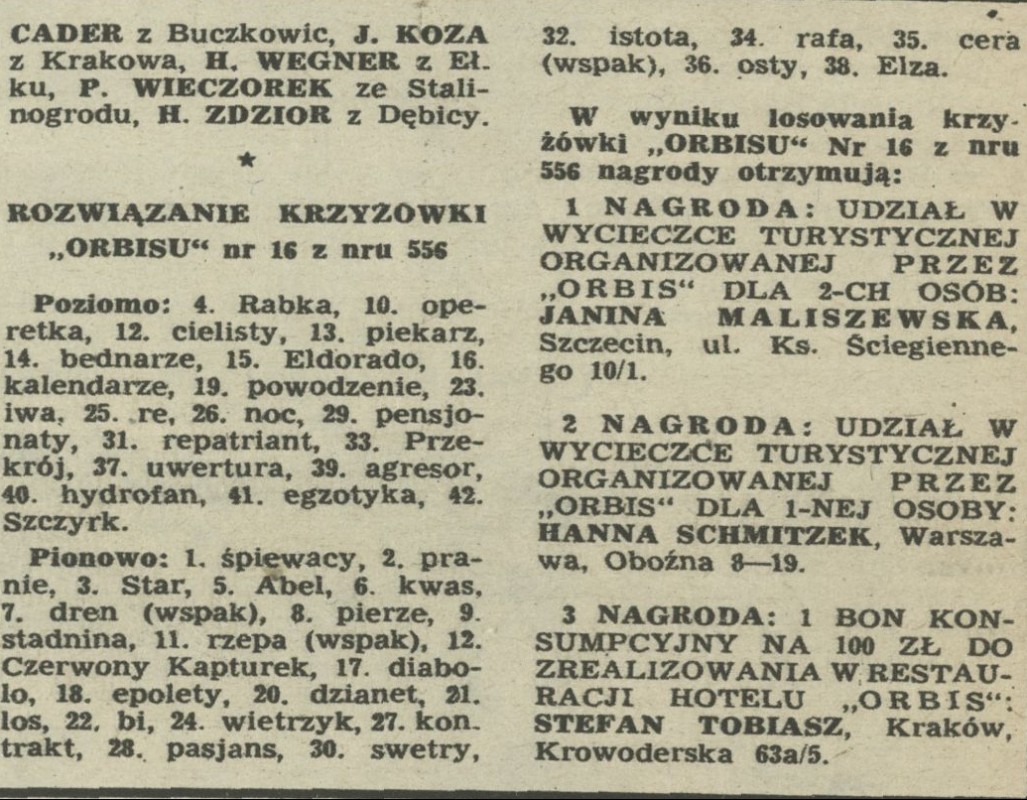 CADER z Buczkowic, J. KOZA
z Krakowa, H. WEGNER z Eł-
ku, P. WIECZOREK ze Stali-
nogrodu, H. ZDZIOR z Dębicy.
★
ROZWIĄZANIE KRZYŻÓWKI
„ORBISU“ nr 16 z nru 556
Poziomo: 4. Rabka, 10. ope-
retka, 12. cielisty, 13. piekarz,
14. bednarze, 15. Eldorado, 16.
kalendarze, 19. powodzenie, 23.
iwa, 25. re, 26. noc, 29. pensjo-
naty, 31. repatriant, 33. Prze-
krój, 37. uwertura, 39. agresor,
40. hydrofan, 41. egzotyka, 42.
Szczyrk.
Pionowo: 1. śpiewacy, 2. pra-
nie, 3. Star, 5. Abel, 6. kwas,
7. dren (wspak), 8. pierze, 9.
stadnina, 11. rzepa (wspak), 12.
Czerwony Kapturek, 17. diabo-
lo, 18. epolety, 20. dzianet, 21.
los, 22. bi, 24. wietrzyk, 27. kon-
trakt, 28. pasjans, 30. swetry,
32. istota, 34. rafa, 35. cera
(wspak), 36. osty, 38. Elza.
W wyniku losowania krzy-
żówki „ORBISU“ Nr 16 z nru
556 nagrody otrzymują:
1 NAGRODA: UDZIAŁ W
WYCIECZCE TURYSTYCZNEJ
ORGANIZOWANEJ PRZEZ
„ORBIS“ DLA 2-CH OSÓB:
JANINA MALISZEWSKA,
Szczecin, ul. Ks. Ściegienne-
go 10/1.
2 NAGRODA: UDZIAŁ W
WYCIECZCE TURYSTYCZNEJ
ORGANIZOWANEJ PRZEZ
„ORBIS“ DLA 1-NEJ OSOBY:
HANNA SCHMITZEK, Warsza-
wa, Oboźna 8—19.
3 NAGRODA: 1 BON KON-
SUMPCYJNY NA 100 ZŁ DO
ZREALIZOWANIA W RESTAU-
RACJI HOTELU „ORBIS“:
STEFAN TOBIASZ, Kraków,
Krowoderska 63a/5.